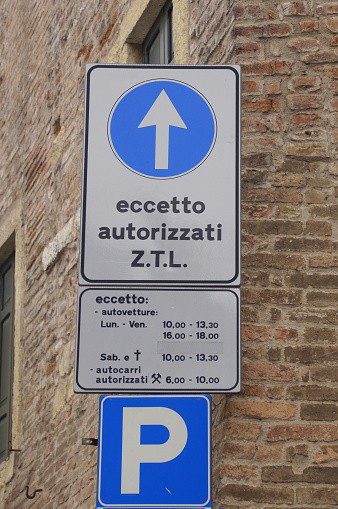 eccetto
autorizzati
Z.T.L.
eccetto:
- autovetture:
Lun. - Ven. 10,00 - 13,30
16,00 - 18,00
Sab. e † 10,00 - 13,30
- autocarri
autorizzati ⚒ 6,00 - 10,00
P